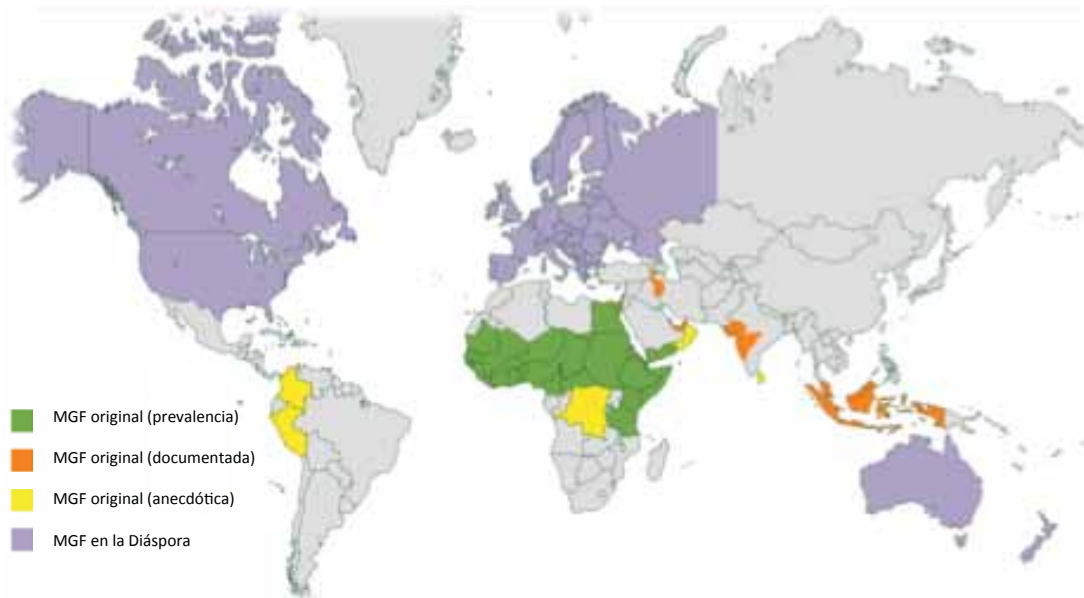 MGF original (prevalencia)
MGF original (documentada)
MGF original (anecdótica)
MGF en la Diáspora